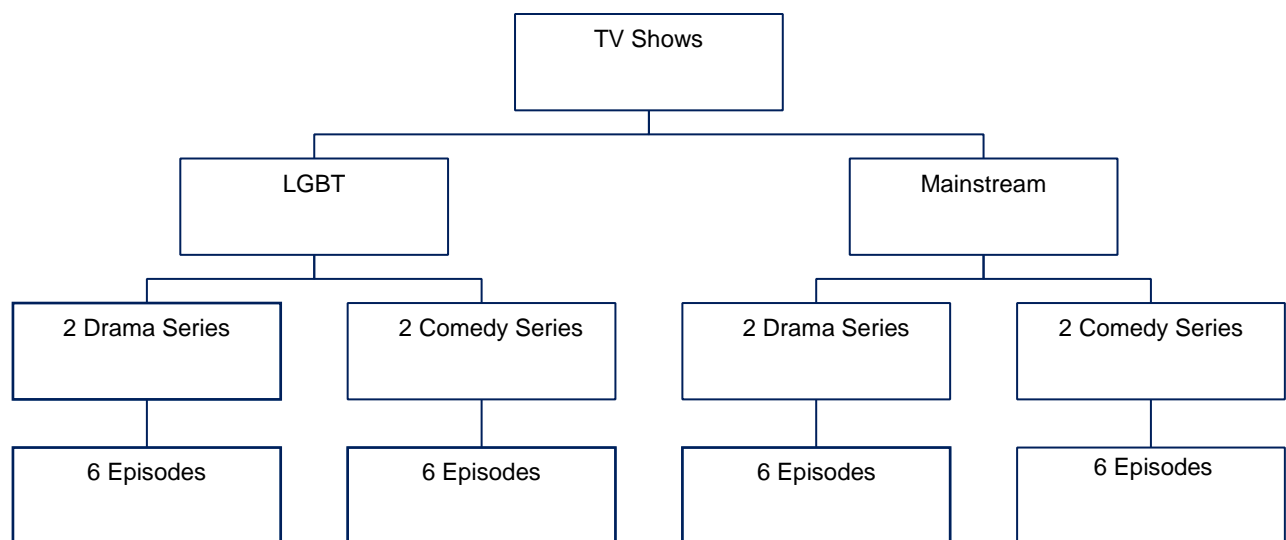 TV Shows
LGBT
Mainstream
2 Drama Series
2 Comedy Series
2 Drama Series
2 Comedy Series
6 Episodes
6 Episodes
6 Episodes
6 Episodes